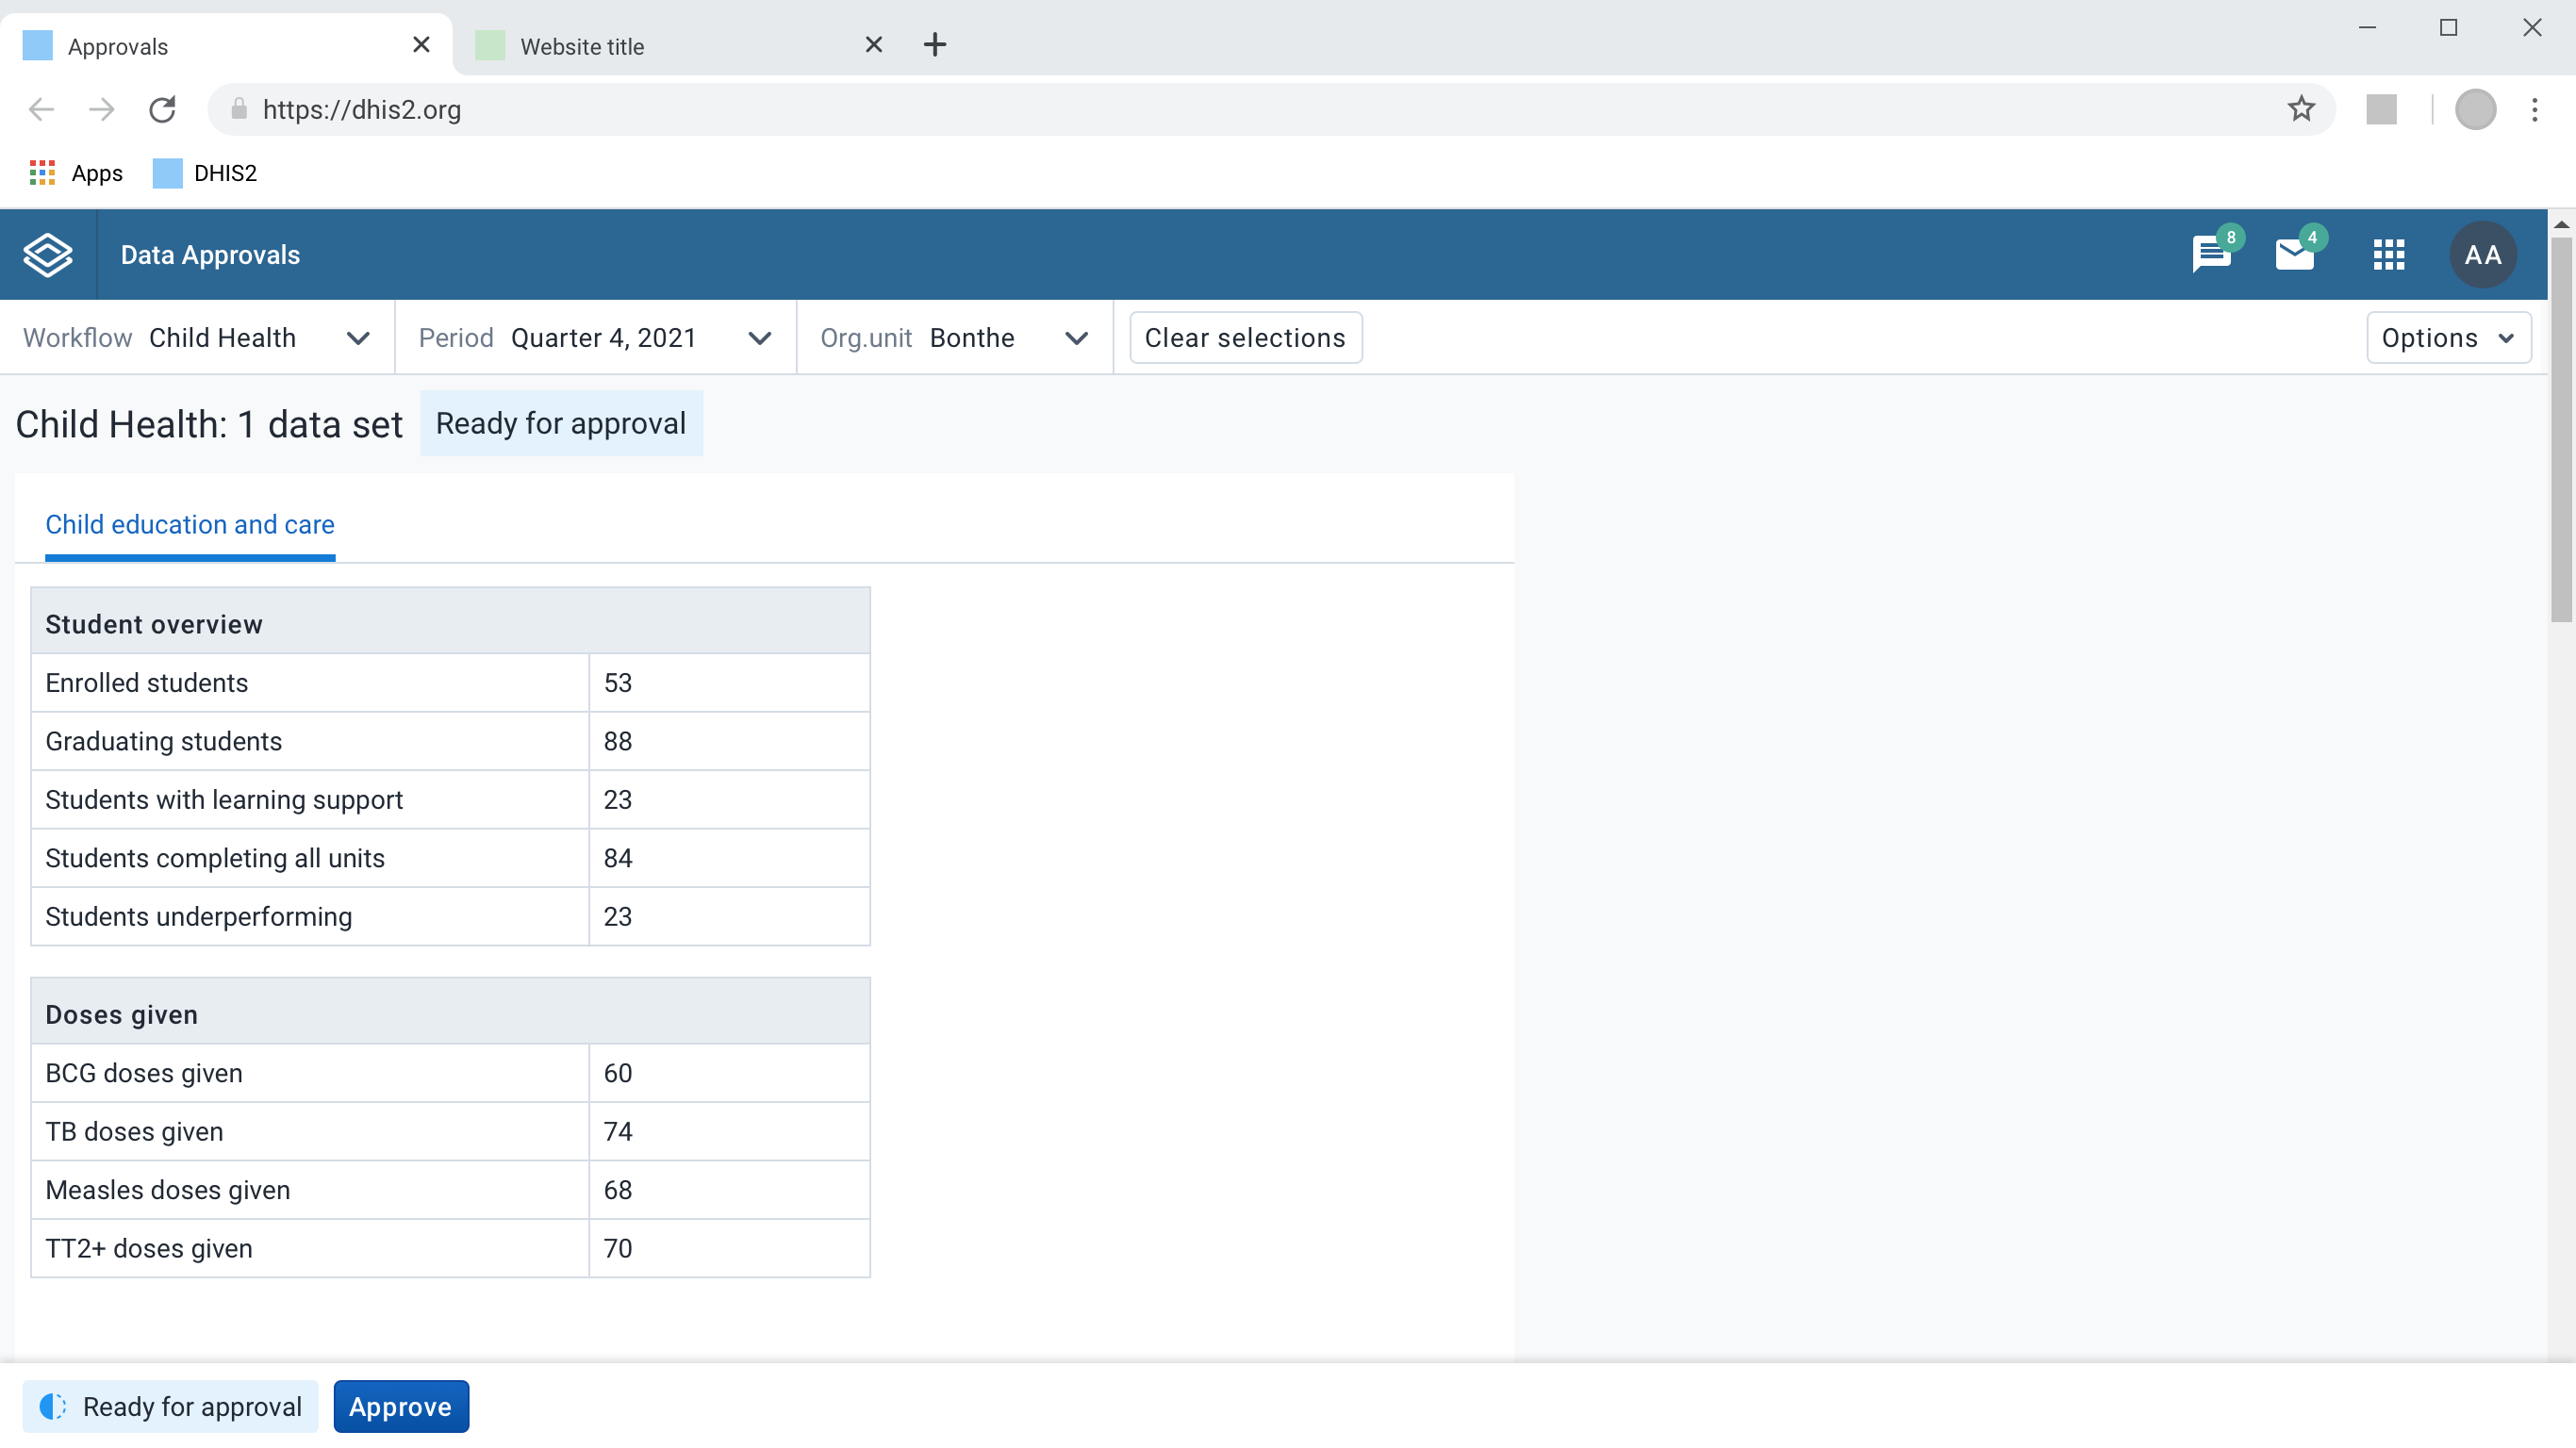 Approvals
Website title
https://dhis2.org
Apps DHIS2
Data Approvals 8 4 AA
Workflow Child Health Period Quarter 4, 2021 Org.unit Bonthe Clear selections Options
Child Health: 1 data set Ready for approval
Child education and care
Student overview
Enrolled students 53
Graduating students 88
Students with learning support 23
Students completing all units 84
Students underperforming 23
Doses given
BCG doses given 60
TB doses given 74
Measles doses given 68
TT2+ doses given 70
Ready for approval Approve